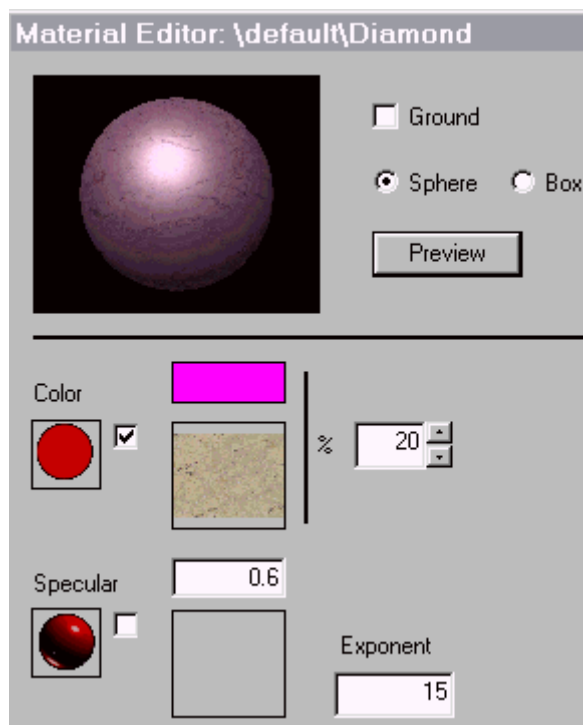 Material Editor: \default\Diamond
Ground
Sphere Box
Preview
Color
% 20
Specular 0.6
Exponent
15